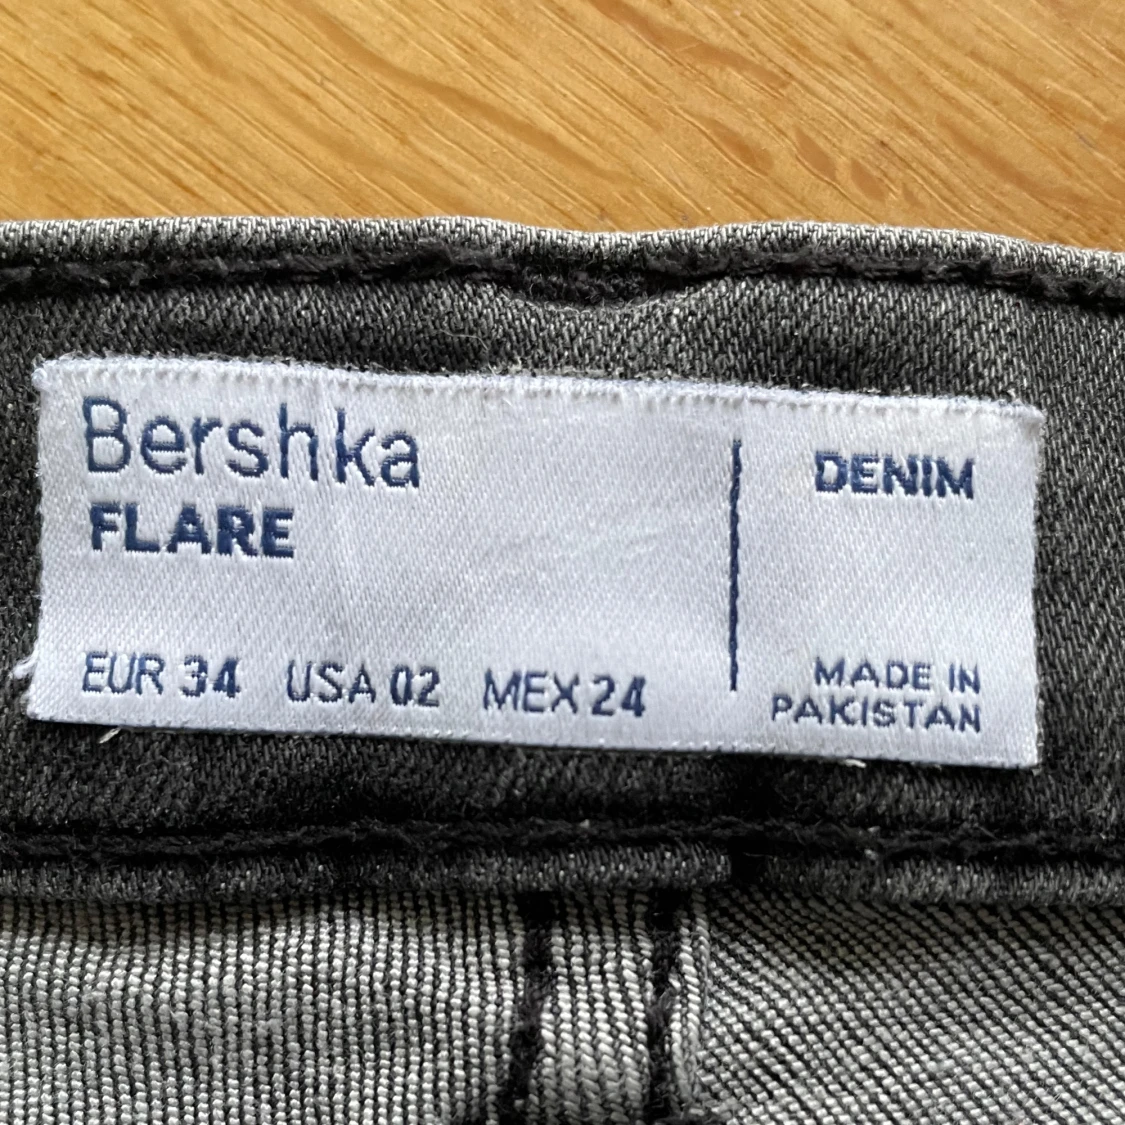 Bershka
FLARE
EUR 34 USA 02 MEX 24
DENIM
MADE IN
PAKISTAN